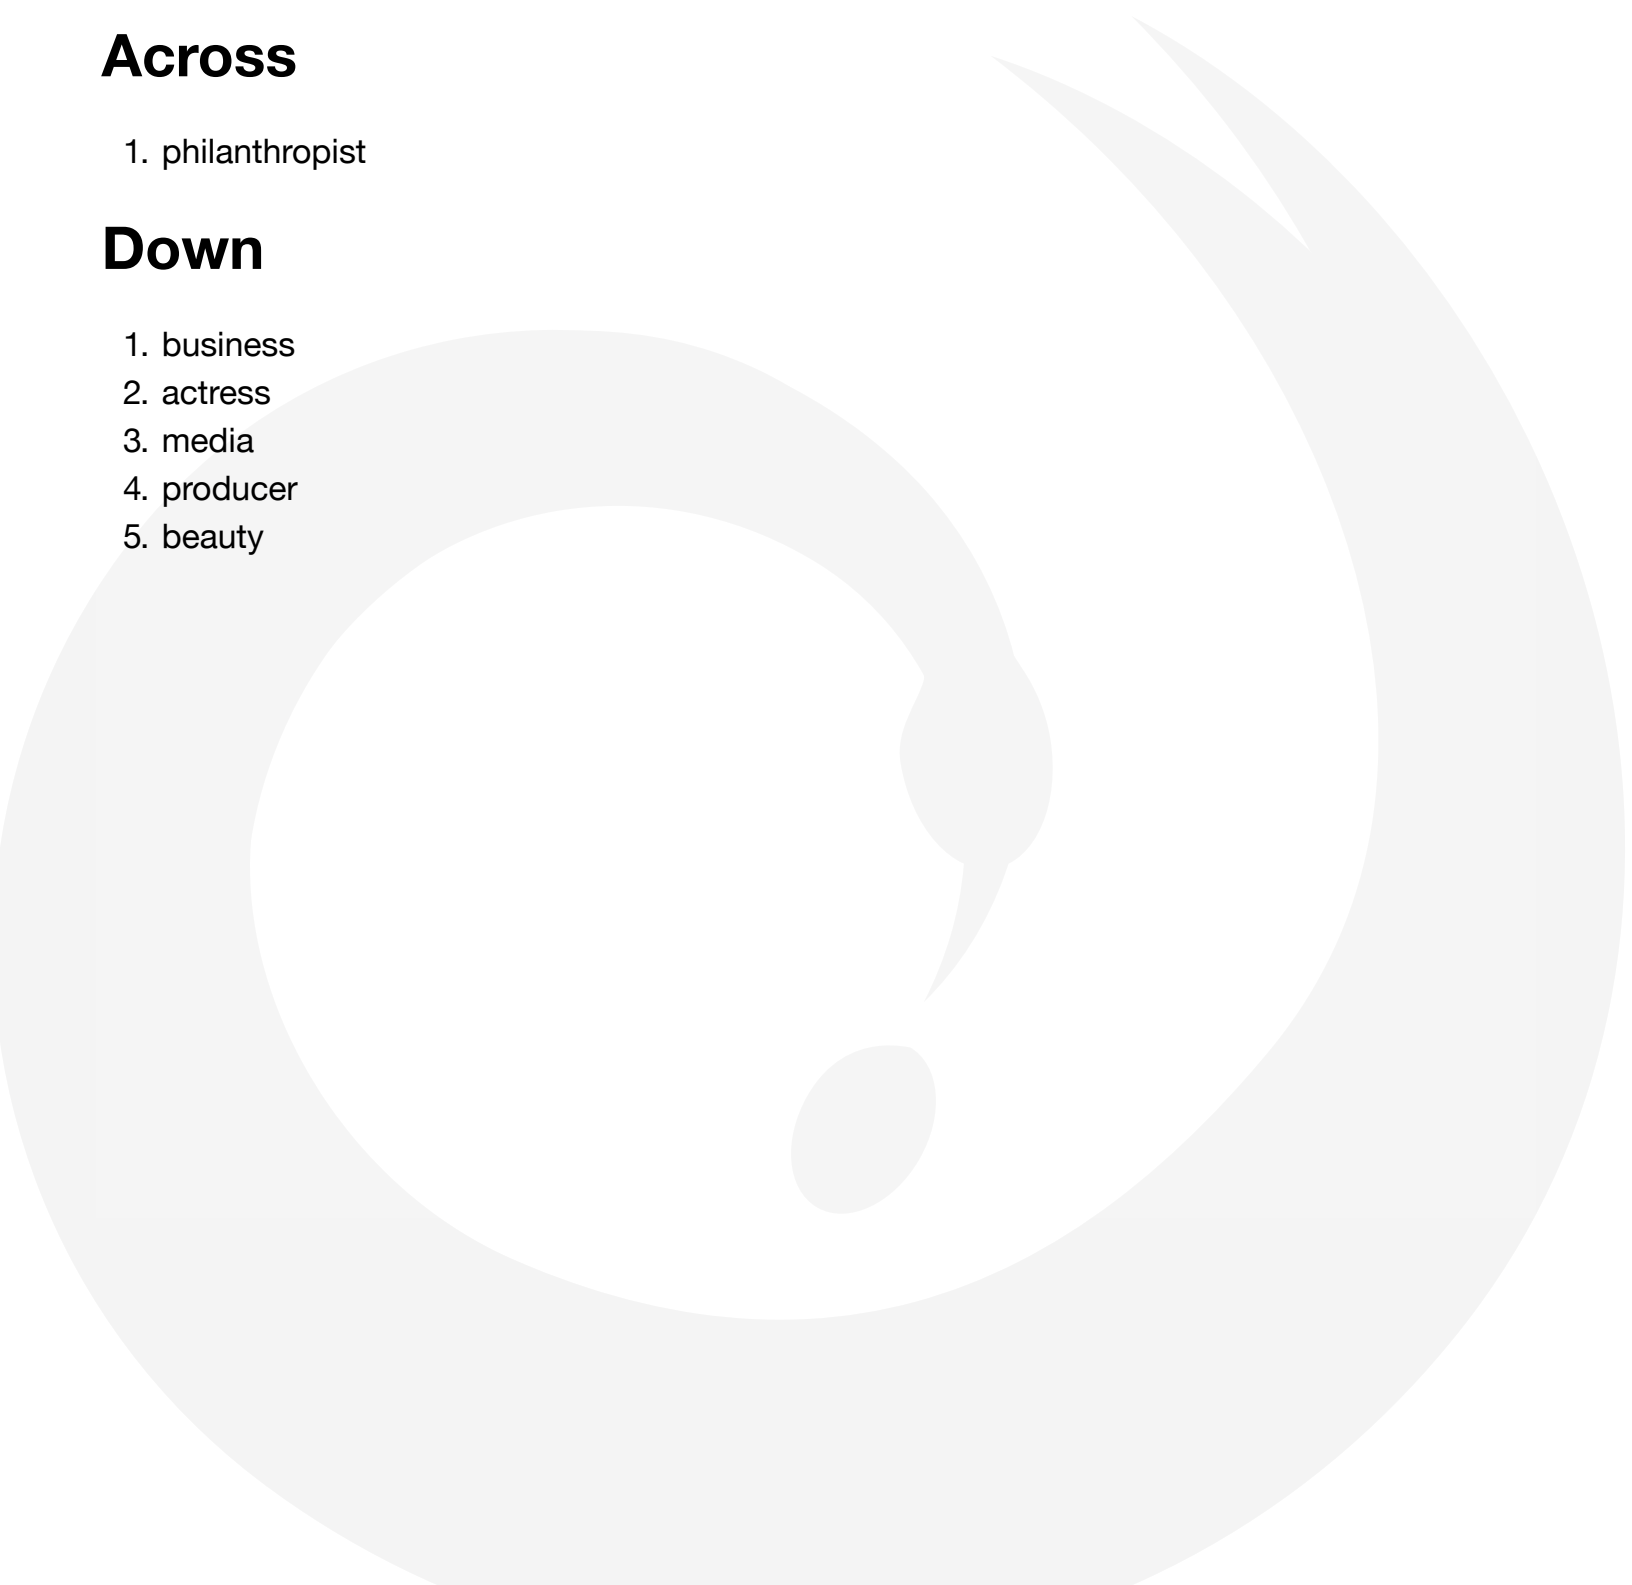 Across
1. philanthropist
Down
1. business
2. actress
3. media
4. producer
5. beauty